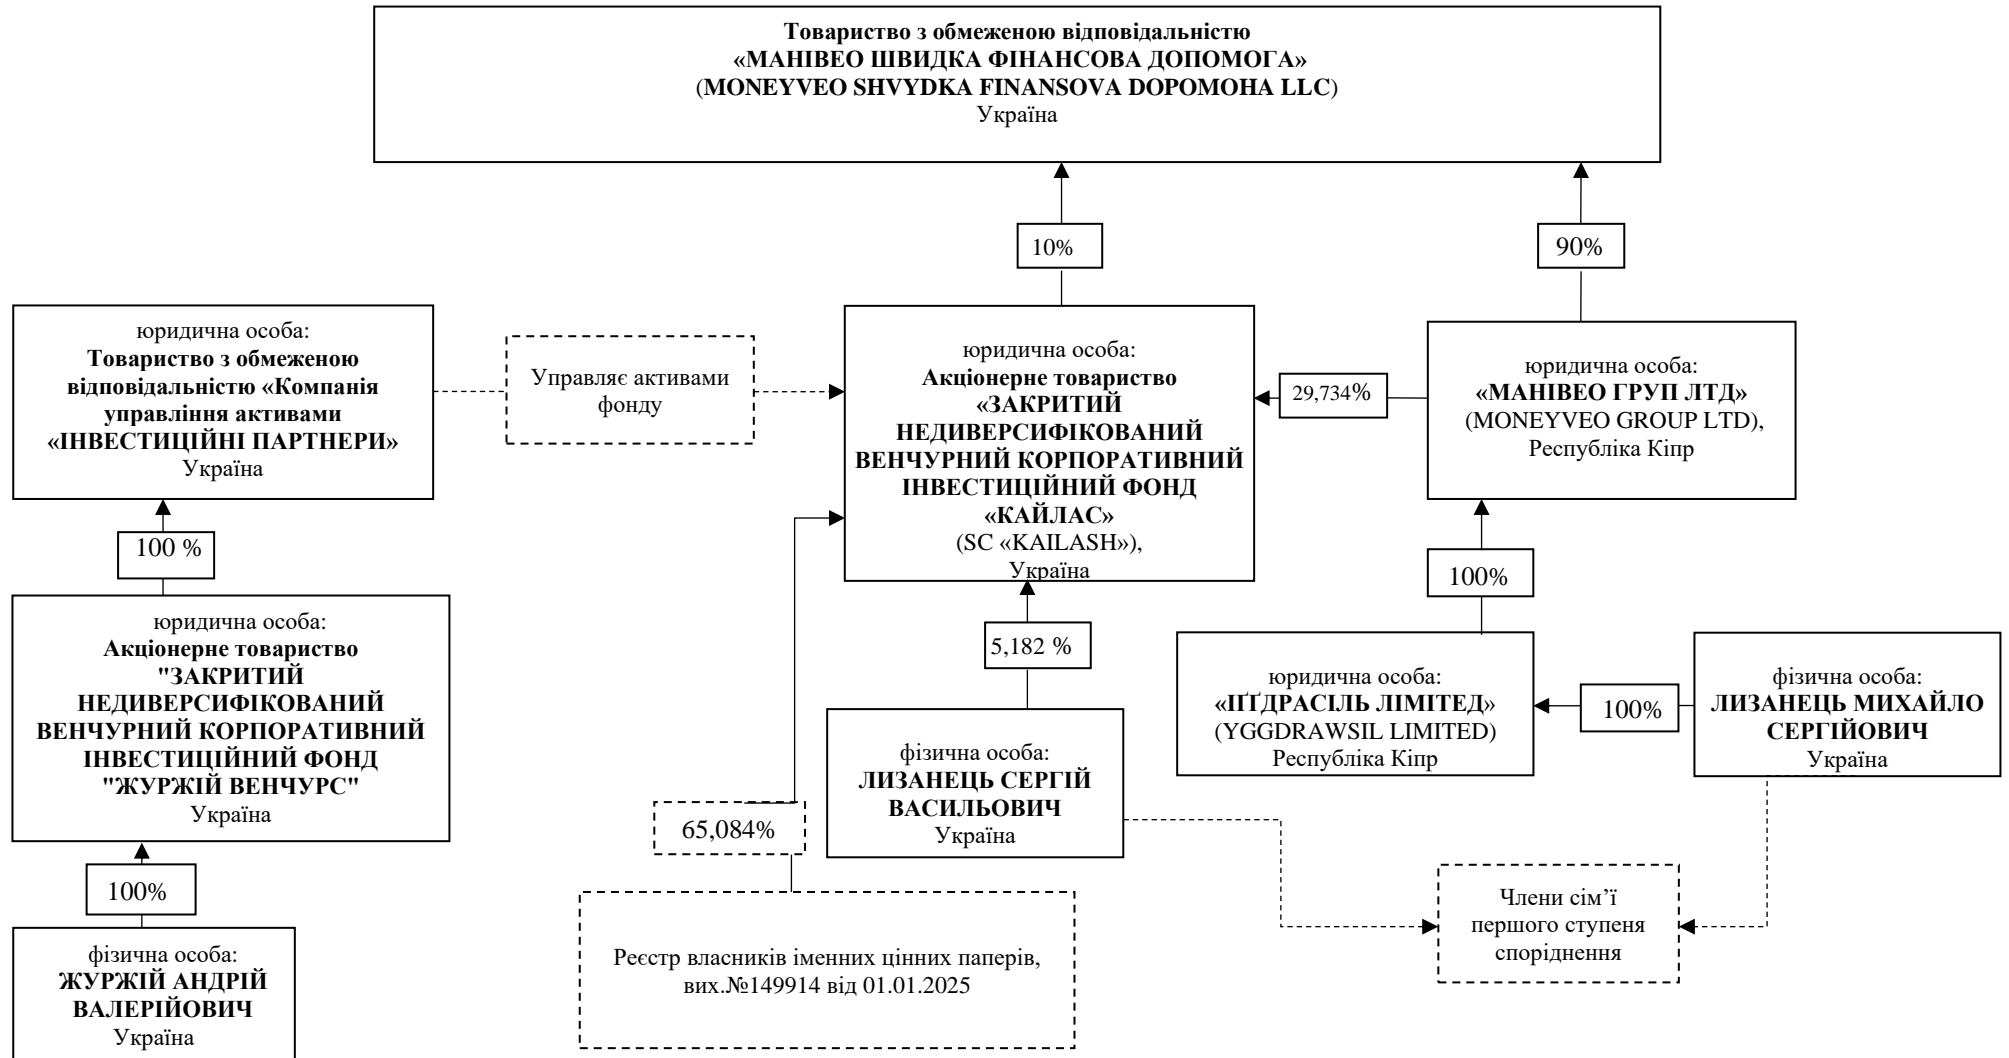 Товариство з обмеженою відповідальністю
«МАНІВЕО ШВИДКА ФІНАНСОВА ДОПОМОГА»
(MONEYVEO SHVYDKA FINANSOVA DOPOMOHA LLC)
Україна
10%
90%
юридична особа:
Товариство з обмеженою
відповідальністю «Компанія
управління активами
«ІНВЕСТИЦІЙНІ ПАРТНЕРИ»
Україна
Управляє активами
фонду
юридична особа:
Акціонерне товариство
«ЗАКРИТИЙ
НЕДИВЕРСИФІКОВАНИЙ
ВЕНЧУРНИЙ КОРПОРАТИВНИЙ
ІНВЕСТИЦІЙНИЙ ФОНД
«КАЙЛАС»
(SC «KAILASH»),
Україна
29,734%
юридична особа:
«МАНІВЕО ГРУП ЛТД»
(MONEYVEO GROUP LTD),
Республіка Кіпр
100 %
100%
юридична особа:
Акціонерне товариство
"ЗАКРИТИЙ
НЕДИВЕРСИФІКОВАНИЙ
ВЕНЧУРНИЙ КОРПОРАТИВНИЙ
ІНВЕСТИЦІЙНИЙ ФОНД
"ЖУРЖІЙ ВЕНЧУРС"
Україна
5,182 %
юридична особа:
«ІҐҐДРАСІЛЬ ЛІМІТЕД»
(YGGDRAWSIL LIMITED)
Республіка Кіпр
100%
фізична особа:
ЛИЗАНЕЦЬ МИХАЙЛО
СЕРГІЙОВИЧ
Україна
65,084%
фізична особа:
ЛИЗАНЕЦЬ СЕРГІЙ
ВАСИЛЬОВИЧ
Україна
100%
Члени сім’ї
першого ступеня
споріднення
фізична особа:
ЖУРЖІЙ АНДРІЙ
ВАЛЕРІЙОВИЧ
Україна
Реєстр власників іменних цінних паперів,
вих.№149914 від 01.01.2025